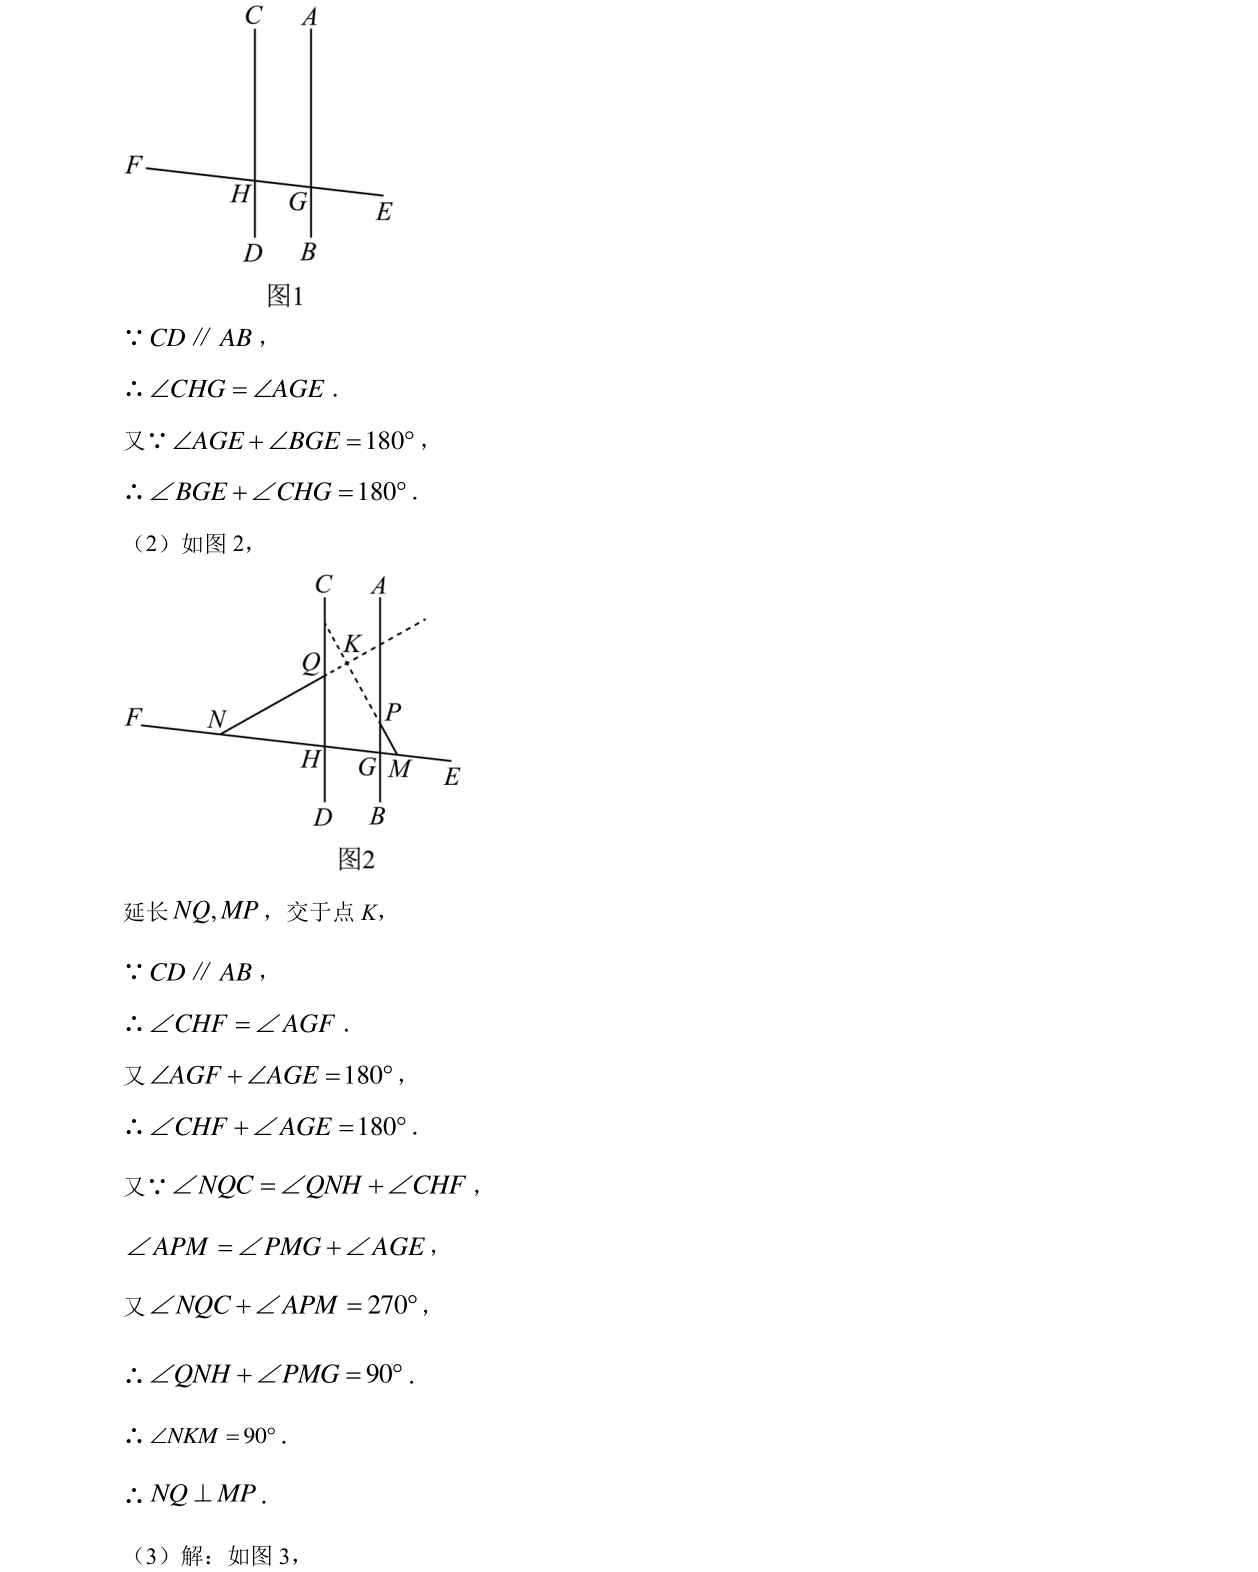 C A
F
H G E
D B
图1
∵CD∥AB，
∴∠CHG=∠AGE．
又∵∠AGE+∠BGE=180°，
∴∠BGE+∠CHG=180°．
（2）如图 2，
C A
K
Q
F N P
H G M E
D B
图2
延长NQ,MP，交于点 K，
∵CD∥AB，
∴∠CHF=∠AGF．
又∠AGF+∠AGE=180°，
∴∠CHF+∠AGE=180°．
又∵∠NQC=∠QNH+∠CHF，
∠APM=∠PMG+∠AGE，
又∠NQC+∠APM=270°，
∴∠QNH+∠PMG=90°．
∴∠NKM=90°．
∴NQ⊥MP．
（3）解：如图 3，